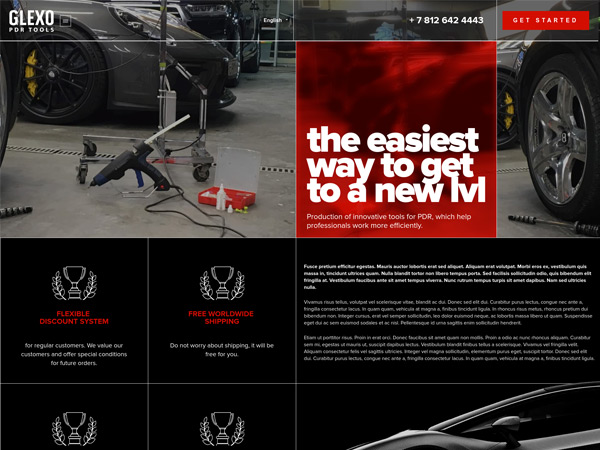 GLEXO
PDR TOOLS
English
+ 7 812 642 4443
GET STARTED
the easiest
way to get
to a new lvl
Production of innovative tools for PDR, which help
professionals work more efficiently.
FLEXIBLE
DISCOUNT SYSTEM
for regular customers. We value our
customers and offer special conditions
for future orders.
FREE WORLDWIDE
SHIPPING
Do not worry about shipping, it will be
free for you.
Fusce pretium efficitur egestas. Mauris auctor lobortis erat sed aliquet. Aliquam erat volutpat. Morbi eros ex, vestibulum quis
massa in, tincidunt ultrices quam. Nulla blandit tortor non libero tempus porta. Sed facilisis sollicitudin odio, quis bibendum elit
fringilla at. Vestibulum faucibus ante sit amet tempus viverra. Nunc rutrum tempus turpis sit amet dapibus. Nam sed ultricies
nulla.
Vivamus risus tellus, volutpat vel scelerisque vitae, blandit ac dui. Donec sed elit dui. Curabitur purus lectus, congue nec ante a,
fringilla consectetur lacus. In quam quam, vehicula at magna a, finibus tincidunt ligula. In rhoncus risus metus, rhoncus pretium dui
bibendum non. Integer cursus, erat vel semper sollicitudin, leo dolor euismod neque, ac lobortis massa libero ut quam. Suspendisse
eget dui ac sem euismod sodales et ac nisl. Pellentesque id urna sagittis enim sollicitudin hendrerit.
Etiam ut porttitor risus. Proin in erat orci. Donec faucibus sit amet quam non mollis. Proin a odio ac nunc rhoncus aliquam. Curabitur
sem mi, egestas ut mauris ut, suscipit dapibus lectus. Vestibulum blandit finibus tellus a scelerisque. Vivamus vel fringilla velit.
Aliquam consectetur felis vel sagittis ultricies. Integer vel magna sollicitudin, elementum purus eget, suscipit tortor. Donec sed elit
dui. Curabitur purus lectus, congue nec ante a, fringilla consectetur lacus. In quam quam, vehicula at magna a, finibus tincidunt ligula.